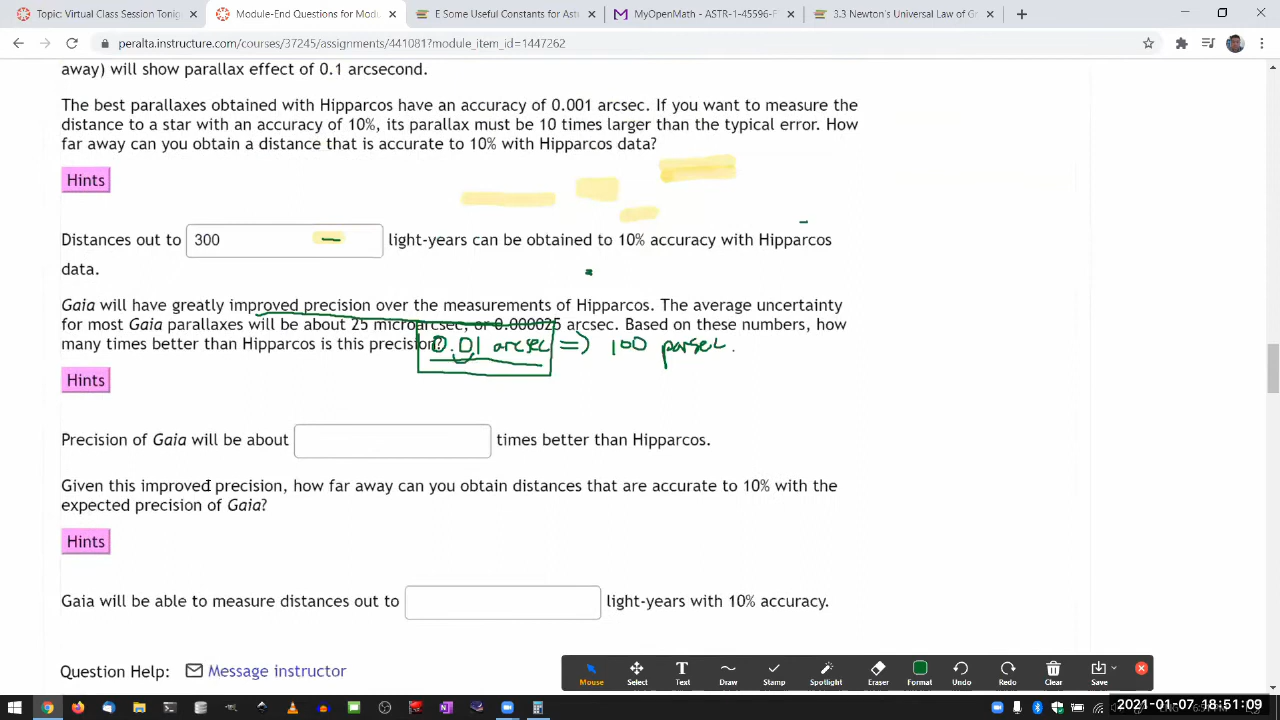 Topic: Virtual ClassSession Tonig
Module-End Questions for Modu
E Some Useful Constants for Ast
MyOpenMath - ASTR-1-45596-F
3.3 Newton's Universal Law of Gr
peralta.instructure.com/courses/37245/assignments/441081?module_item_id=1447262
away) will show parallax effect of 0.1 arcsecond.
The best parallaxes obtained with Hipparcos have an accuracy of 0.001 arcsec. If you want to measure the
distance to a star with an accuracy of 10%, its parallax must be 10 times larger than the typical error. How
far away can you obtain a distance that is accurate to 10% with Hipparcos data?
Hints
Distances out to 300 light-years can be obtained to 10% accuracy with Hipparcos
data.
Gaia will have greatly improved precision over the measurements of Hipparcos. The average uncertainty
for most Gaia parallaxes will be about 25 microarcsec, or 0.000025 arcsec. Based on these numbers, how
many times better than Hipparcos is this precision?
0.01 arcsec => 100 parsec.
Hints
Precision of Gaia will be about times better than Hipparcos.
Given this improved precision, how far away can you obtain distances that are accurate to 10% with the
expected precision of Gaia?
Hints
Gaia will be able to measure distances out to light-years with 10% accuracy.
Question Help: Message instructor
Mouse Select Text Draw Stamp Spotlight Eraser Format Undo Redo Clear Save
2021-01-07 18:51:09